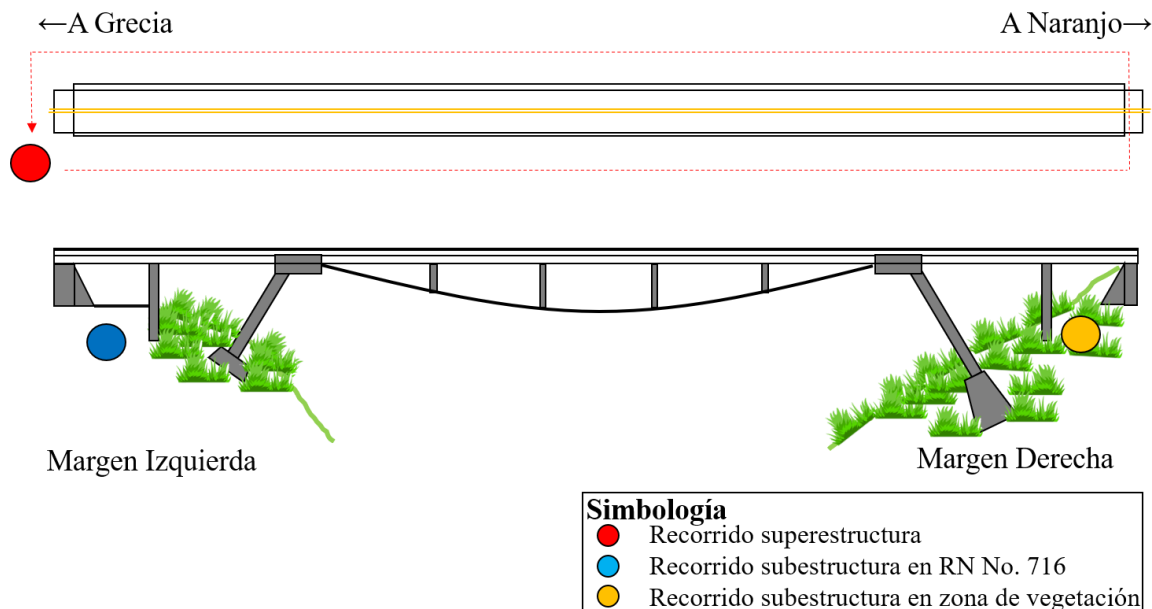 ←A Grecia
A Naranjo→
Margen Izquierda
Margen Derecha
Simbología
Recorrido superestructura
Recorrido subestructura en RN No. 716
Recorrido subestructura en zona de vegetación